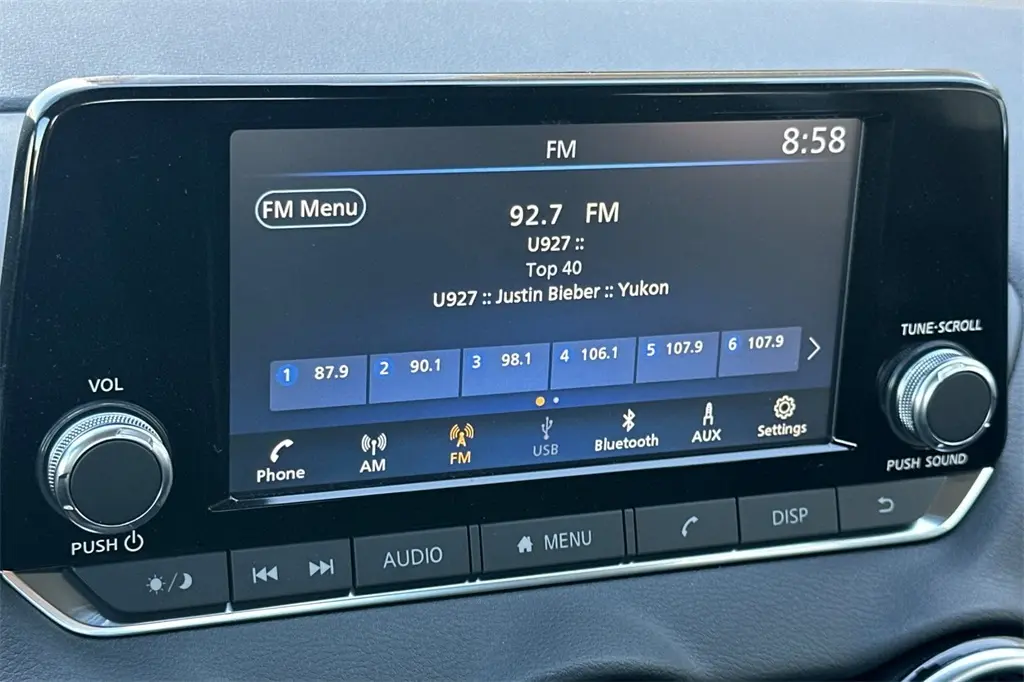 FM
8:58
FM Menu
92.7 FM
U927 ::
Top 40
U927 :: Justin Bieber :: Yukon
1 87.9
2 90.1
3 98.1
4 106.1
5 107.9
6 107.9
Phone
AM
FM
USB
Bluetooth
AUX
Settings
VOL
PUSH
TUNE·SCROLL
PUSH SOUND
AUDIO
MENU
DISP